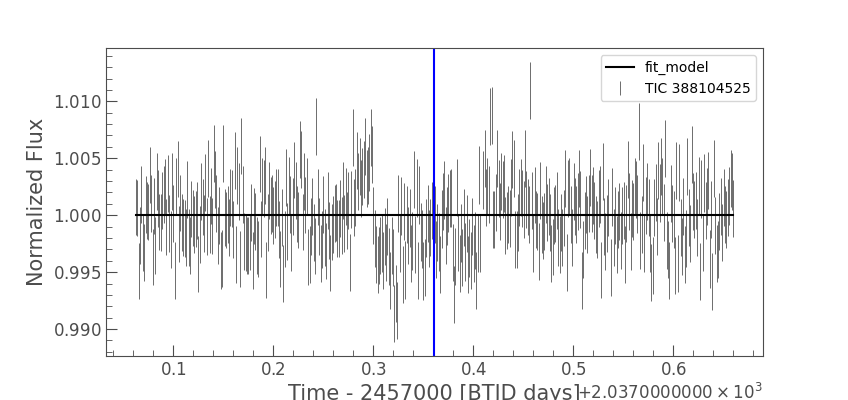 fit_model
TIC 388104525
1.010
1.005
1.000
0.995
0.990
Normalized Flux
0.1 0.2 0.3 0.4 0.5 0.6
Time - 2457000 [BTJD days]
+2.0370000000 × 10³